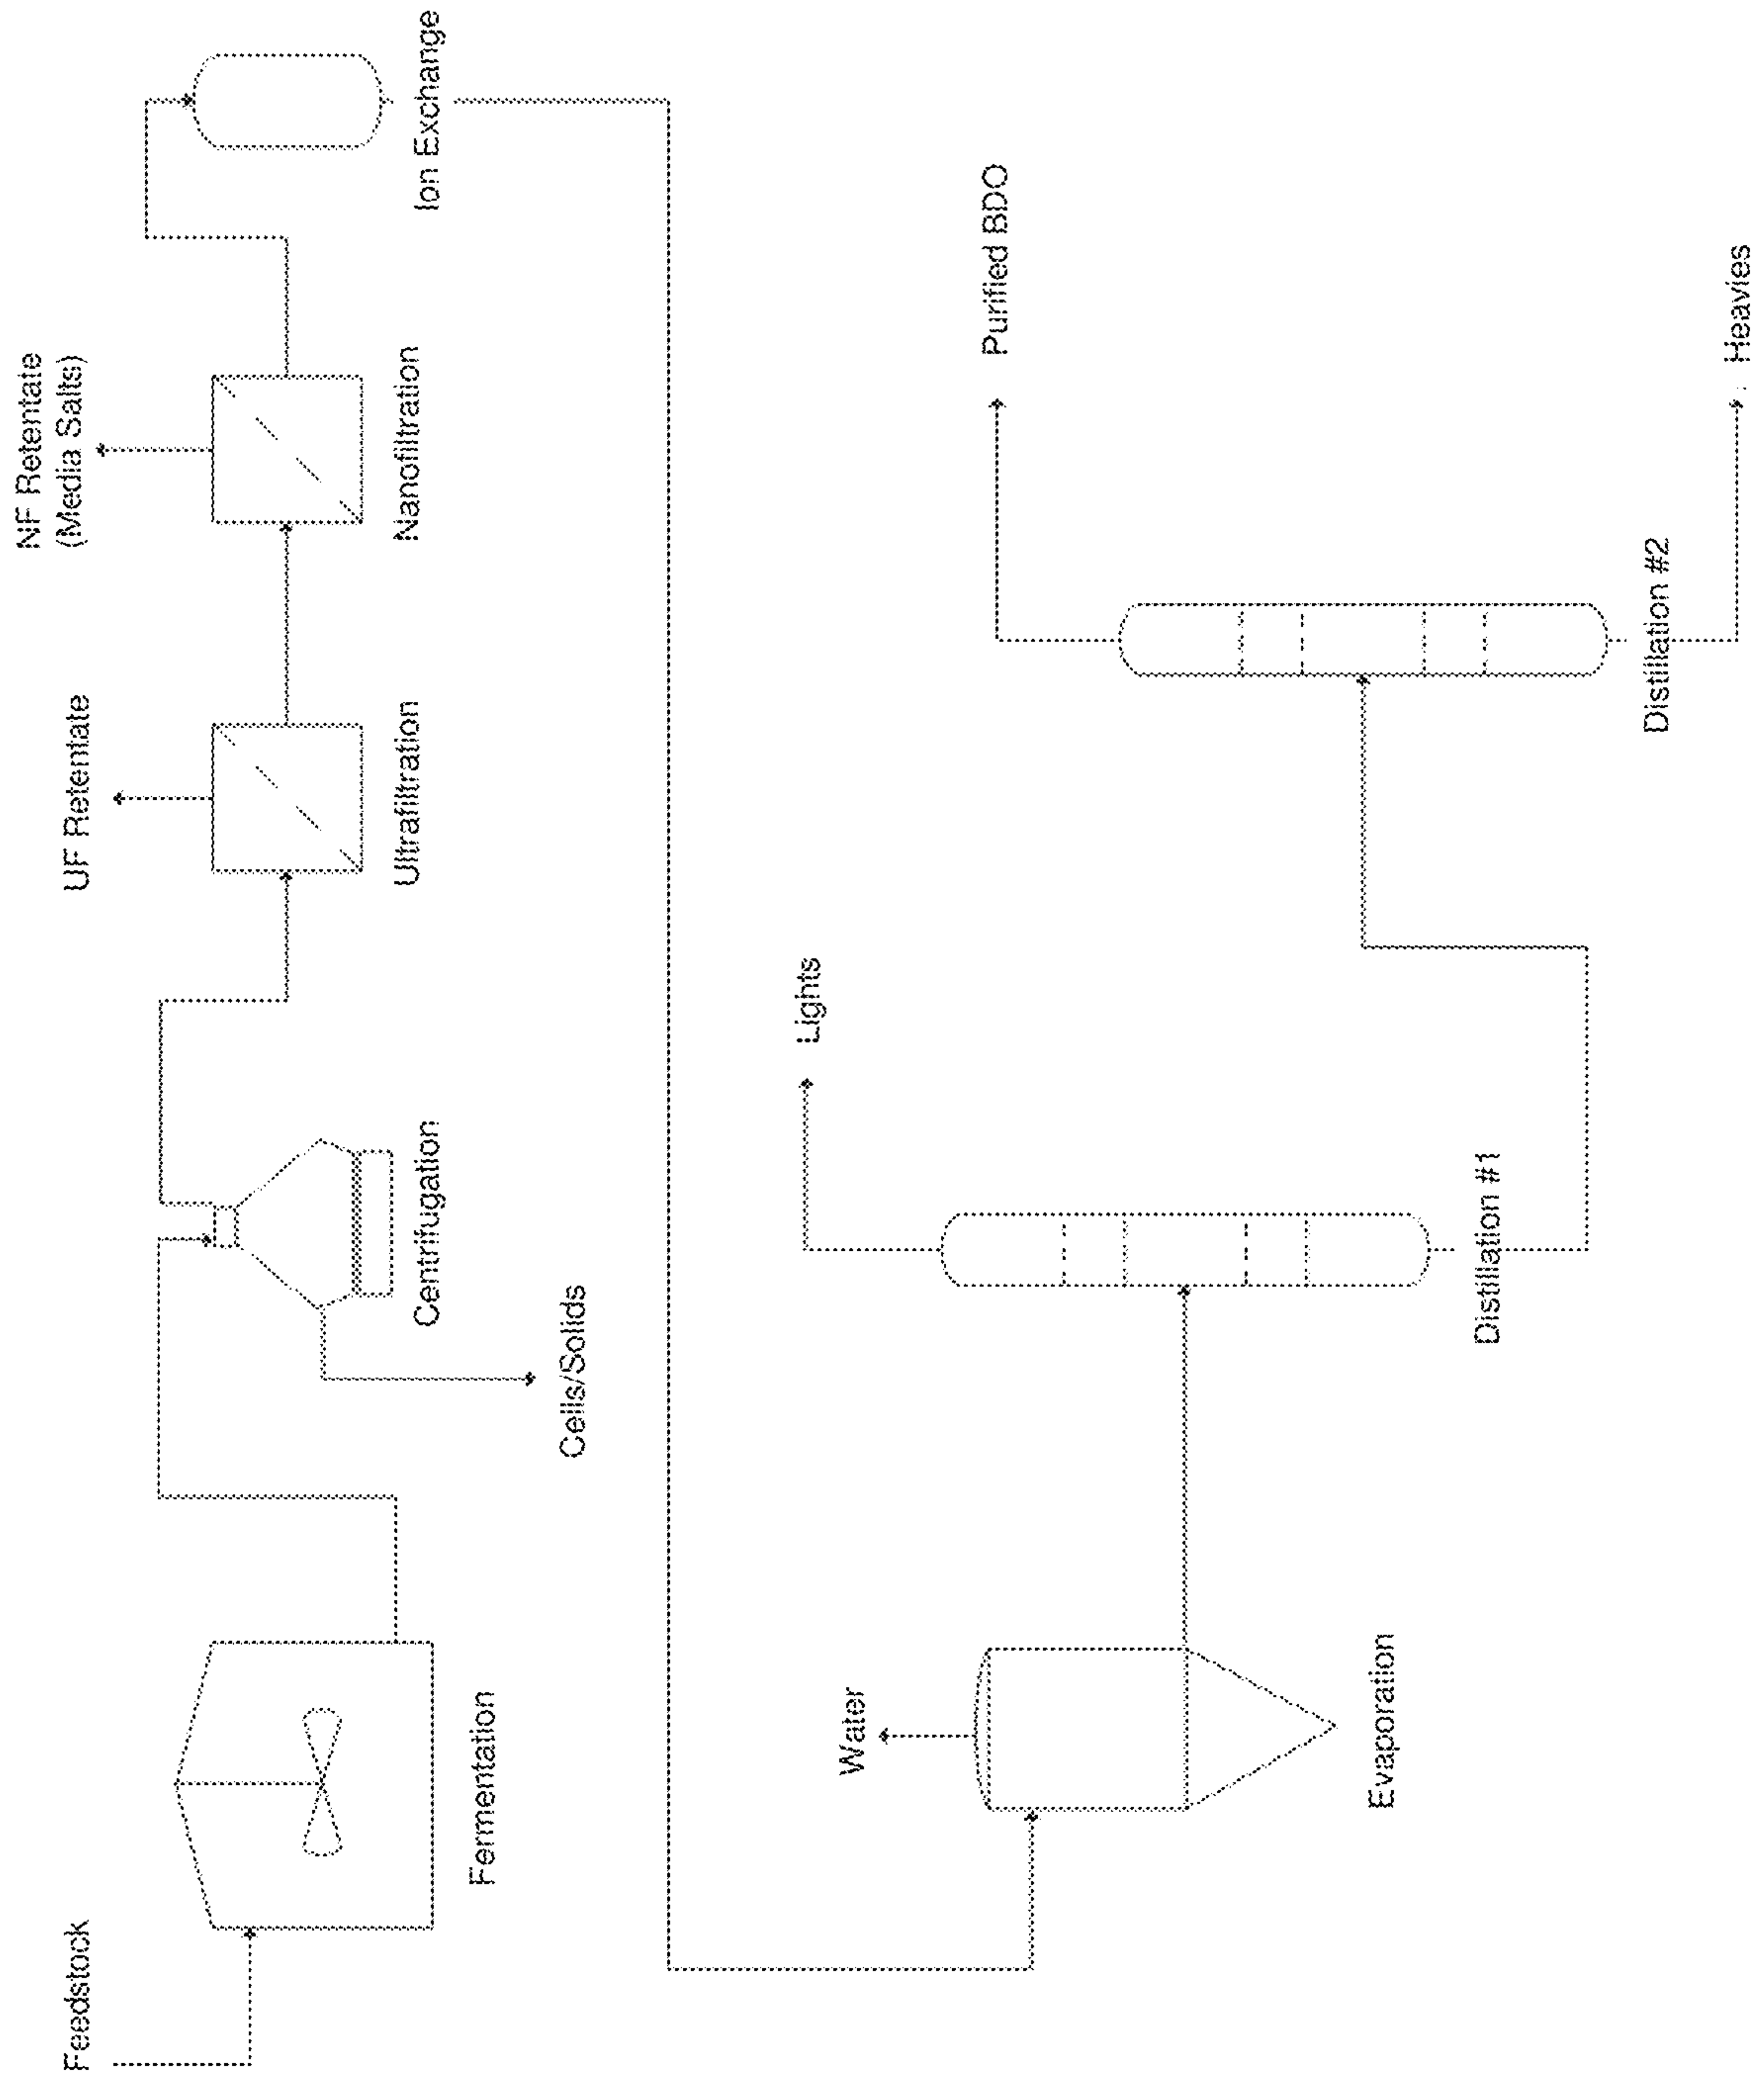 Feedstock
Fermentation
Centrifugation
Cells/Solids
UF Retentate
Ultrafiltration
NF Retentate
(Media Salts)
Nanofiltration
Ion Exchange
Water
Evaporation
Lights
Distillation #1
Purified BDO
Distillation #2
Heavies